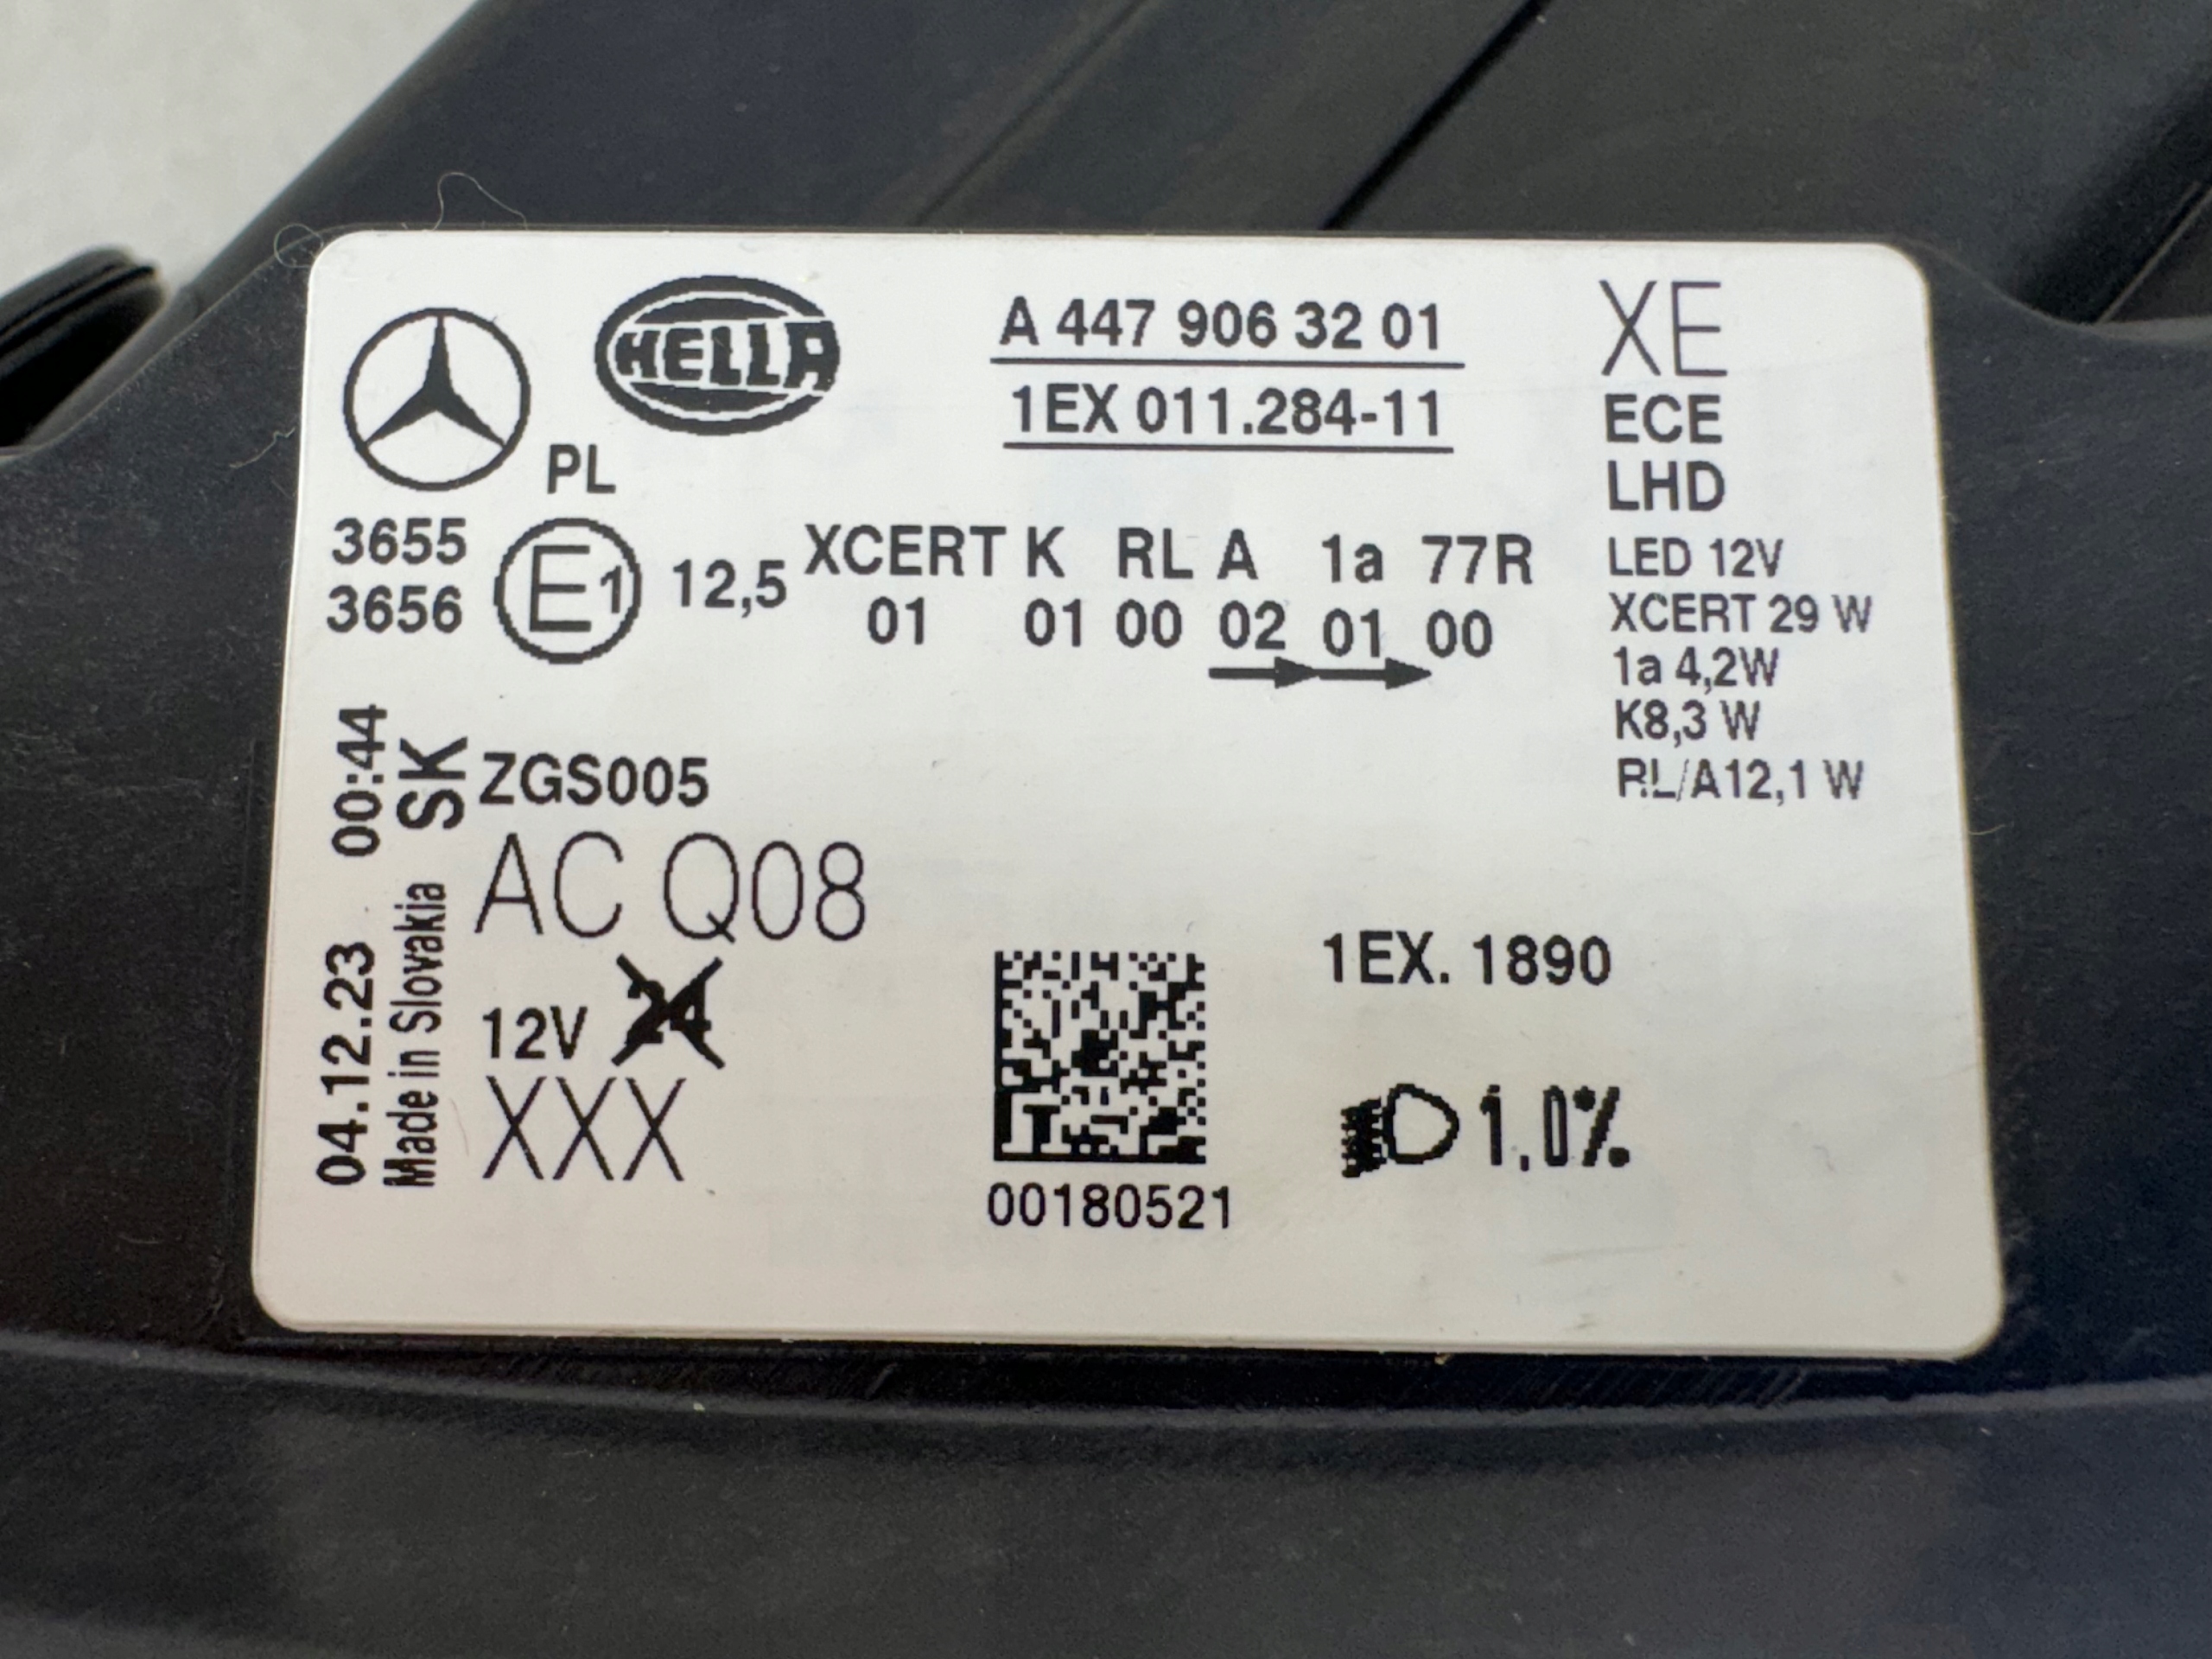 HELLA
A 447 906 32 01
1EX 011.284-11
XE
ECE
LHD
PL
3655
3656
E1
12,5
XCERT K RL A 1a 77R
01 01 00 02 01 00
LED 12V
XCERT 29 W
1a 4,2W
K8,3 W
RL/A12,1 W
04.12.23 00:44
Made in Slovakia SK
ZGS005
AC Q08
12V 24
XXX
00180521
1EX. 1890
1.0%